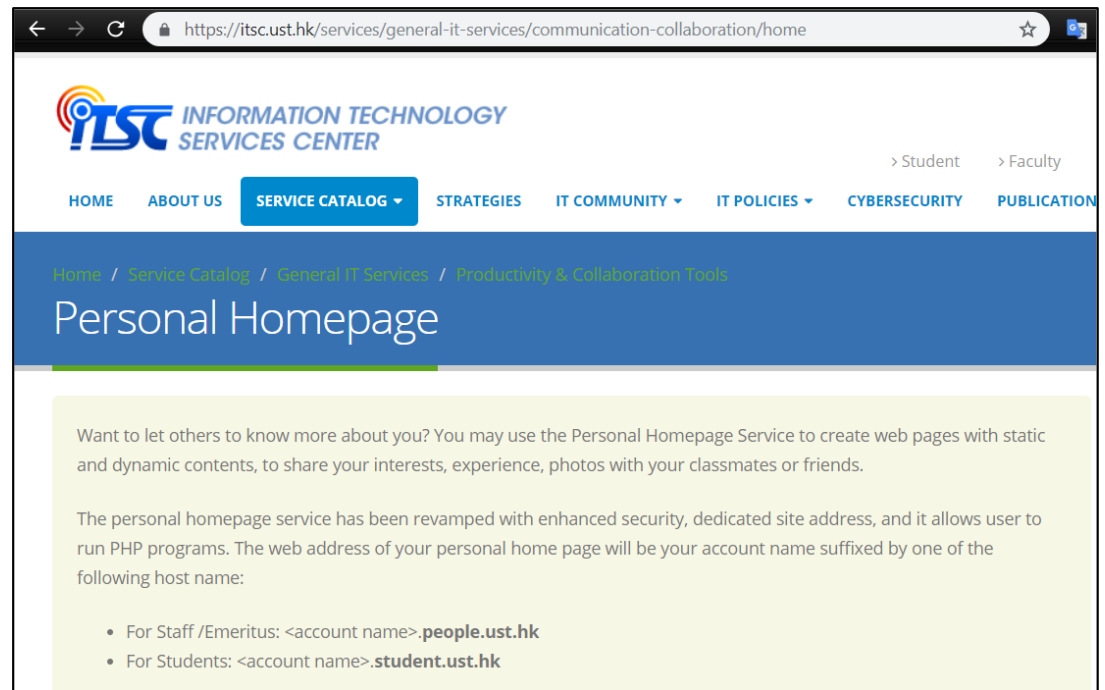 https://itsc.ust.hk/services/general-it-services/communication-collaboration/home
iTSC INFORMATION TECHNOLOGY
SERVICES CENTER
> Student > Faculty
HOME ABOUT US SERVICE CATALOG STRATEGIES IT COMMUNITY IT POLICIES CYBERSECURITY PUBLICATION
Home / Service Catalog / General IT Services / Productivity & Collaboration Tools
Personal Homepage
Want to let others to know more about you? You may use the Personal Homepage Service to create web pages with static
and dynamic contents, to share your interests, experience, photos with your classmates or friends.
The personal homepage service has been revamped with enhanced security, dedicated site address, and it allows user to
run PHP programs. The web address of your personal home page will be your account name suffixed by one of the
following host name:
• For Staff /Emeritus: <account name>.people.ust.hk
• For Students: <account name>.student.ust.hk